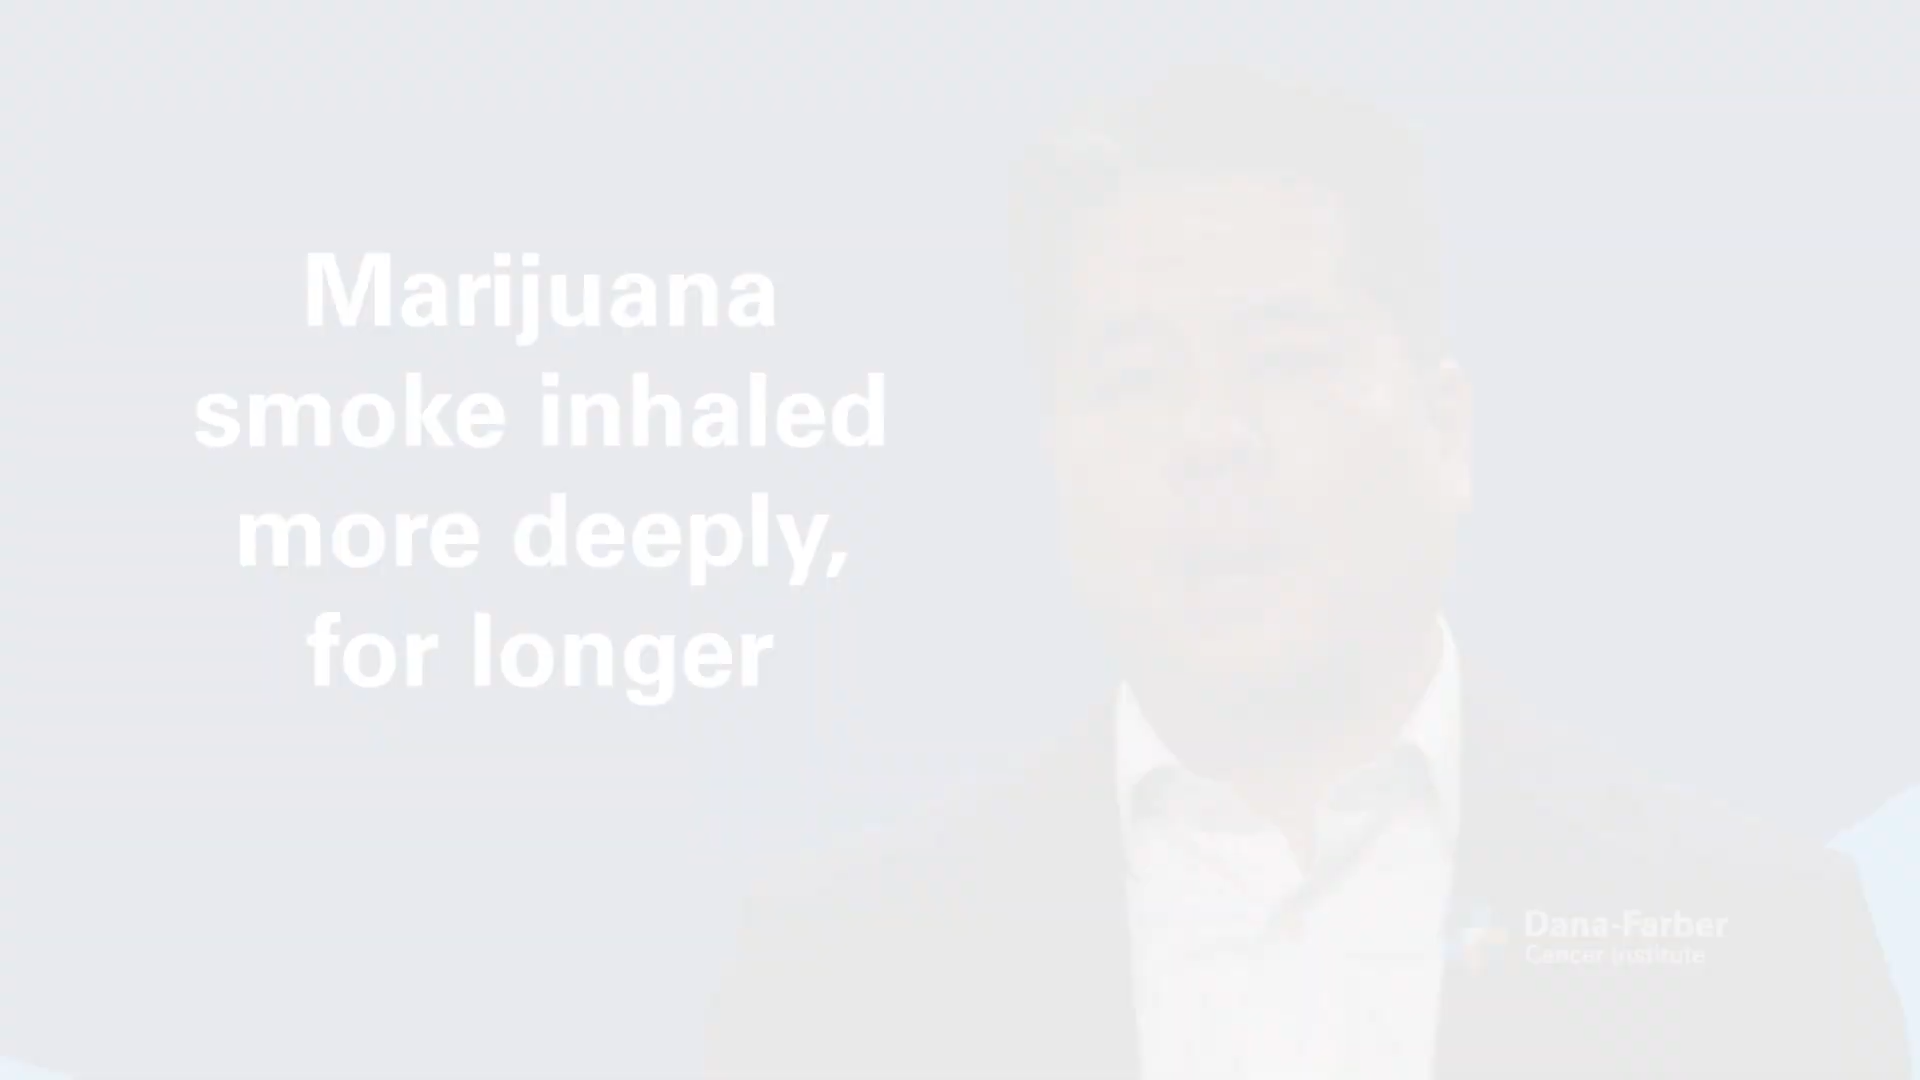 Marijuana
smoke inhaled
more deeply,
for longer
Dana-Farber
Cancer Institute